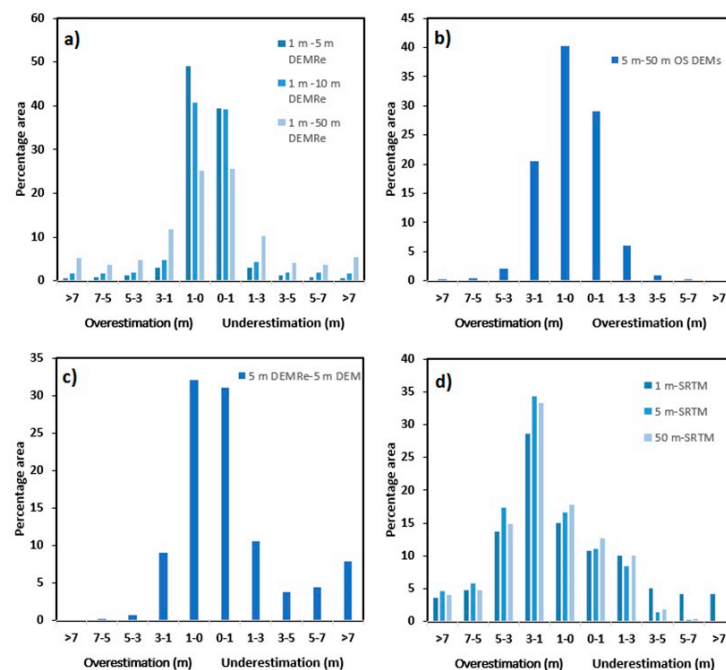 a)
1 m -5 m
DEMRe
1 m -10 m
DEMRe
1 m -50 m
DEMRe
Percentage area
60
50
40
30
20
10
0
>7 7-5 5-3 3-1 1-0 0-1 1-3 3-5 5-7 >7
Overestimation (m) Underestimation (m)
b)
5 m-50 m OS DEMs
Percentage area
45
40
35
30
25
20
15
10
5
0
>7 7-5 5-3 3-1 1-0 0-1 1-3 3-5 5-7 >7
Overestimation (m) Overestimation (m)
c)
5 m DEMRe-5 m DEM
Percentage area
35
30
25
20
15
10
5
0
>7 7-5 5-3 3-1 1-0 0-1 1-3 3-5 5-7 >7
Overestimation (m) Underestimation (m)
d)
1 m-SRTM
5 m-SRTM
50 m-SRTM
Percentage area
40
35
30
25
20
15
10
5
0
>7 7-5 5-3 3-1 1-0 0-1 1-3 3-5 5-7 >7
Overestimation (m) Underestimation (m)